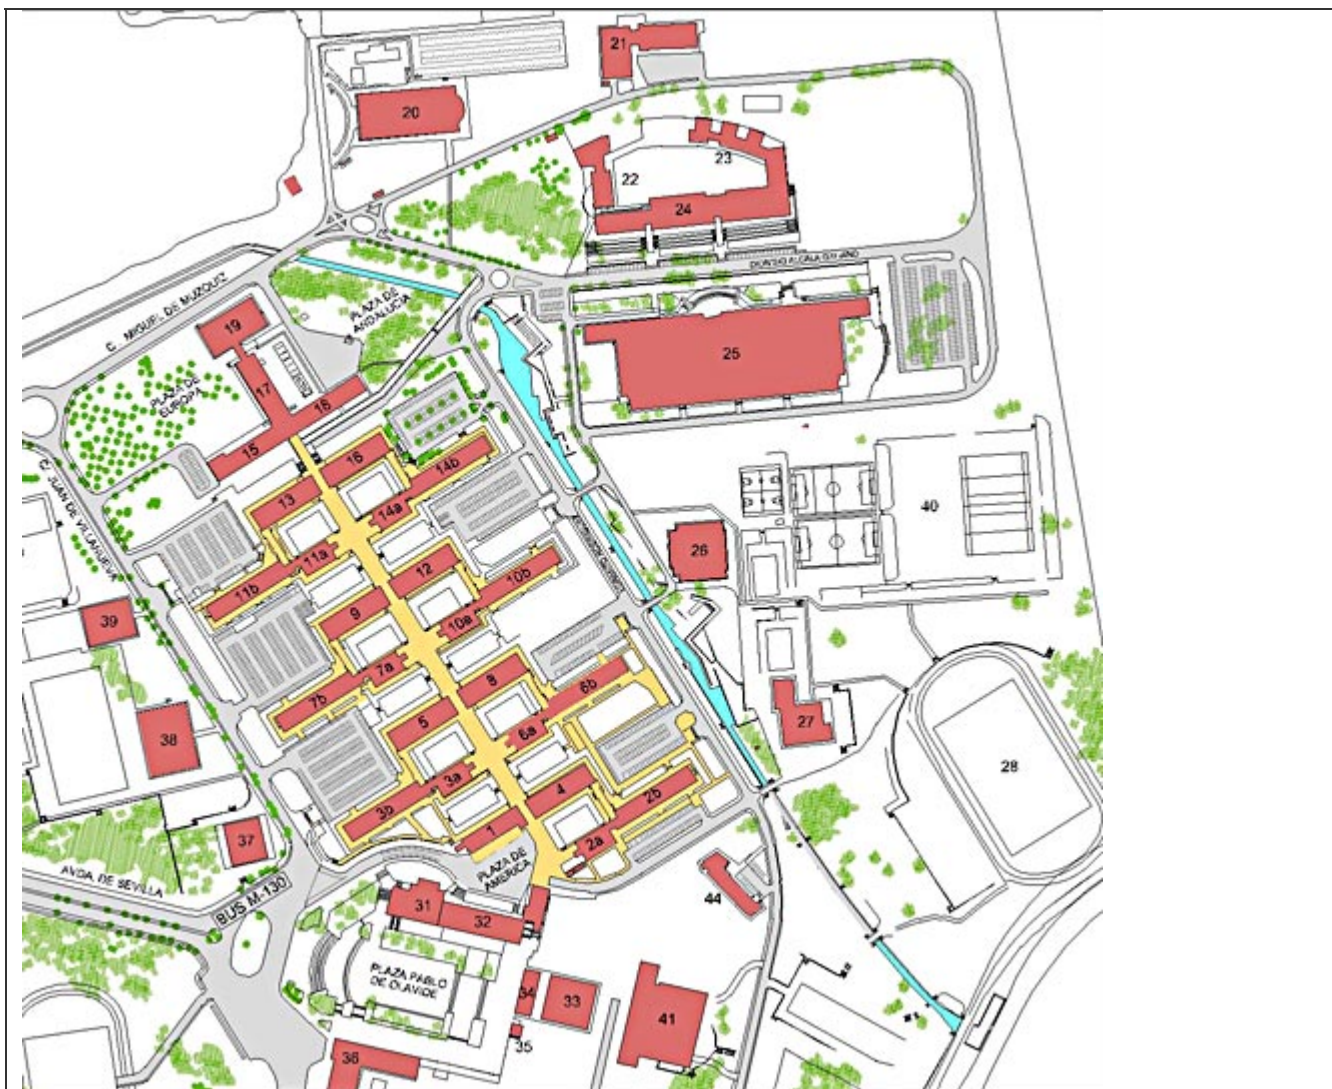 21
20
23
22
24
C. MIGUEL DE MUZQUIZ
PLAZA DE
ANDALUCIA
19
25
17
PLAZA DE
EUROPA
18
15
16
14b
C. JUAN DE VILLANUEVA
13
14a
40
11a
12
26
10b
11b
9
39
10a
7a
8
6b
7b
5
27
38
6a
3a
4
28
2b
3b
1
37
2a
PLAZA DE
AMERICA
AVDA. DE SEVILLA
BUS M-130
44
31
32
PLAZA PABLO
DE OLAVIDE
34
33
41
35
36